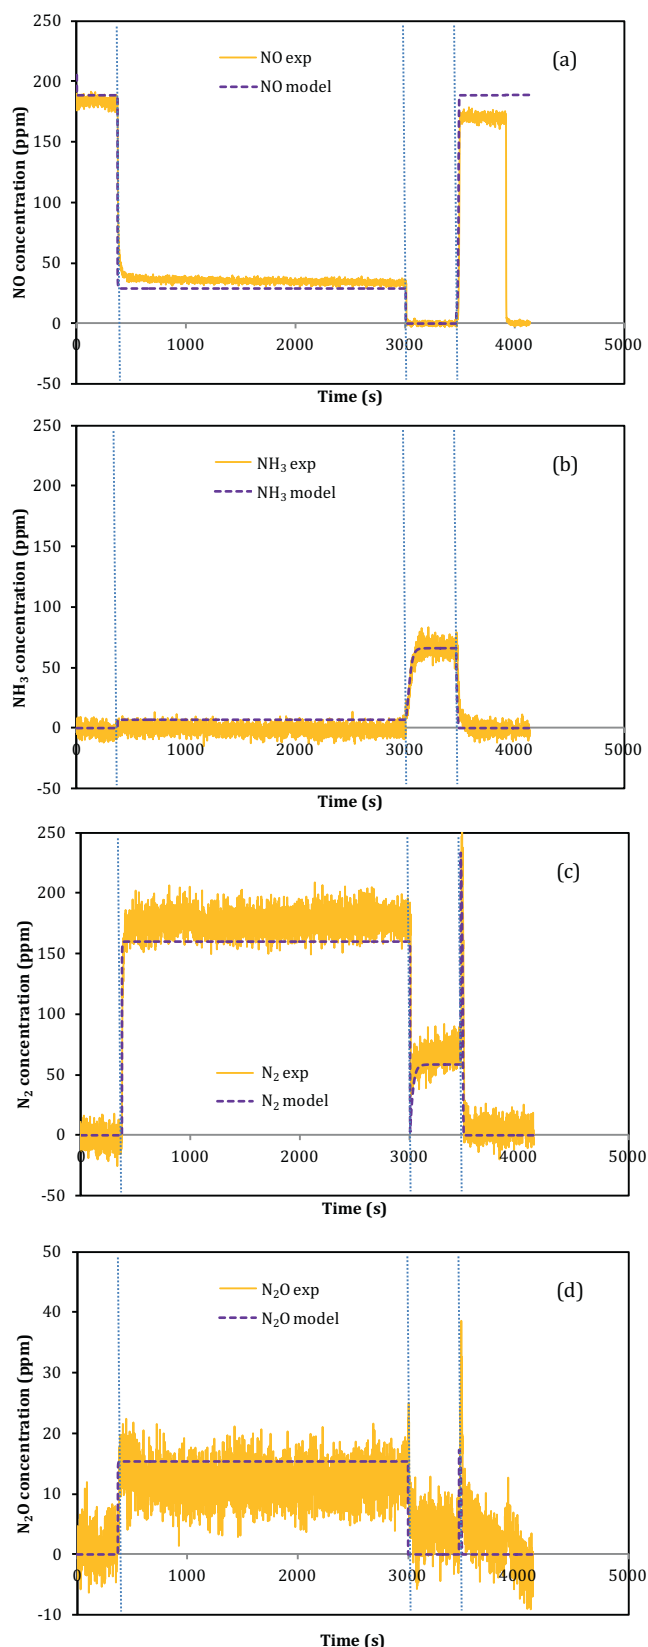 250
200
150
100
50
0
-50
NO concentration (ppm)
NO exp
NO model
(a)
0 1000 2000 3000 4000 5000
Time (s)
250
200
150
100
50
0
-50
NH₃ concentration (ppm)
NH₃ exp
NH₃ model
(b)
0 1000 2000 3000 4000 5000
Time (s)
250
200
150
100
50
0
-50
N₂ concentration (ppm)
(c)
N₂ exp
N₂ model
0 1000 2000 3000 4000 5000
Time (s)
50
40
30
20
10
0
-10
N₂O concentration (ppm)
N₂O exp
N₂O model
(d)
0 1000 2000 3000 4000 5000
Time (s)